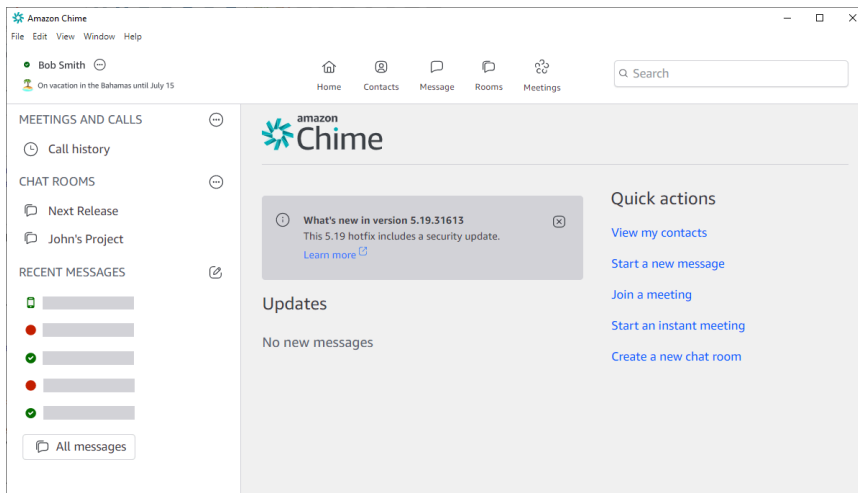 Amazon Chime
File Edit View Window Help
Bob Smith
On vacation in the Bahamas until July 15
Home Contacts Message Rooms Meetings
Search
MEETINGS AND CALLS
Call history
CHAT ROOMS
Next Release
John's Project
RECENT MESSAGES
All messages
amazon
Chime
What's new in version 5.19.31613
This 5.19 hotfix includes a security update.
Learn more
Updates
No new messages
Quick actions
View my contacts
Start a new message
Join a meeting
Start an instant meeting
Create a new chat room